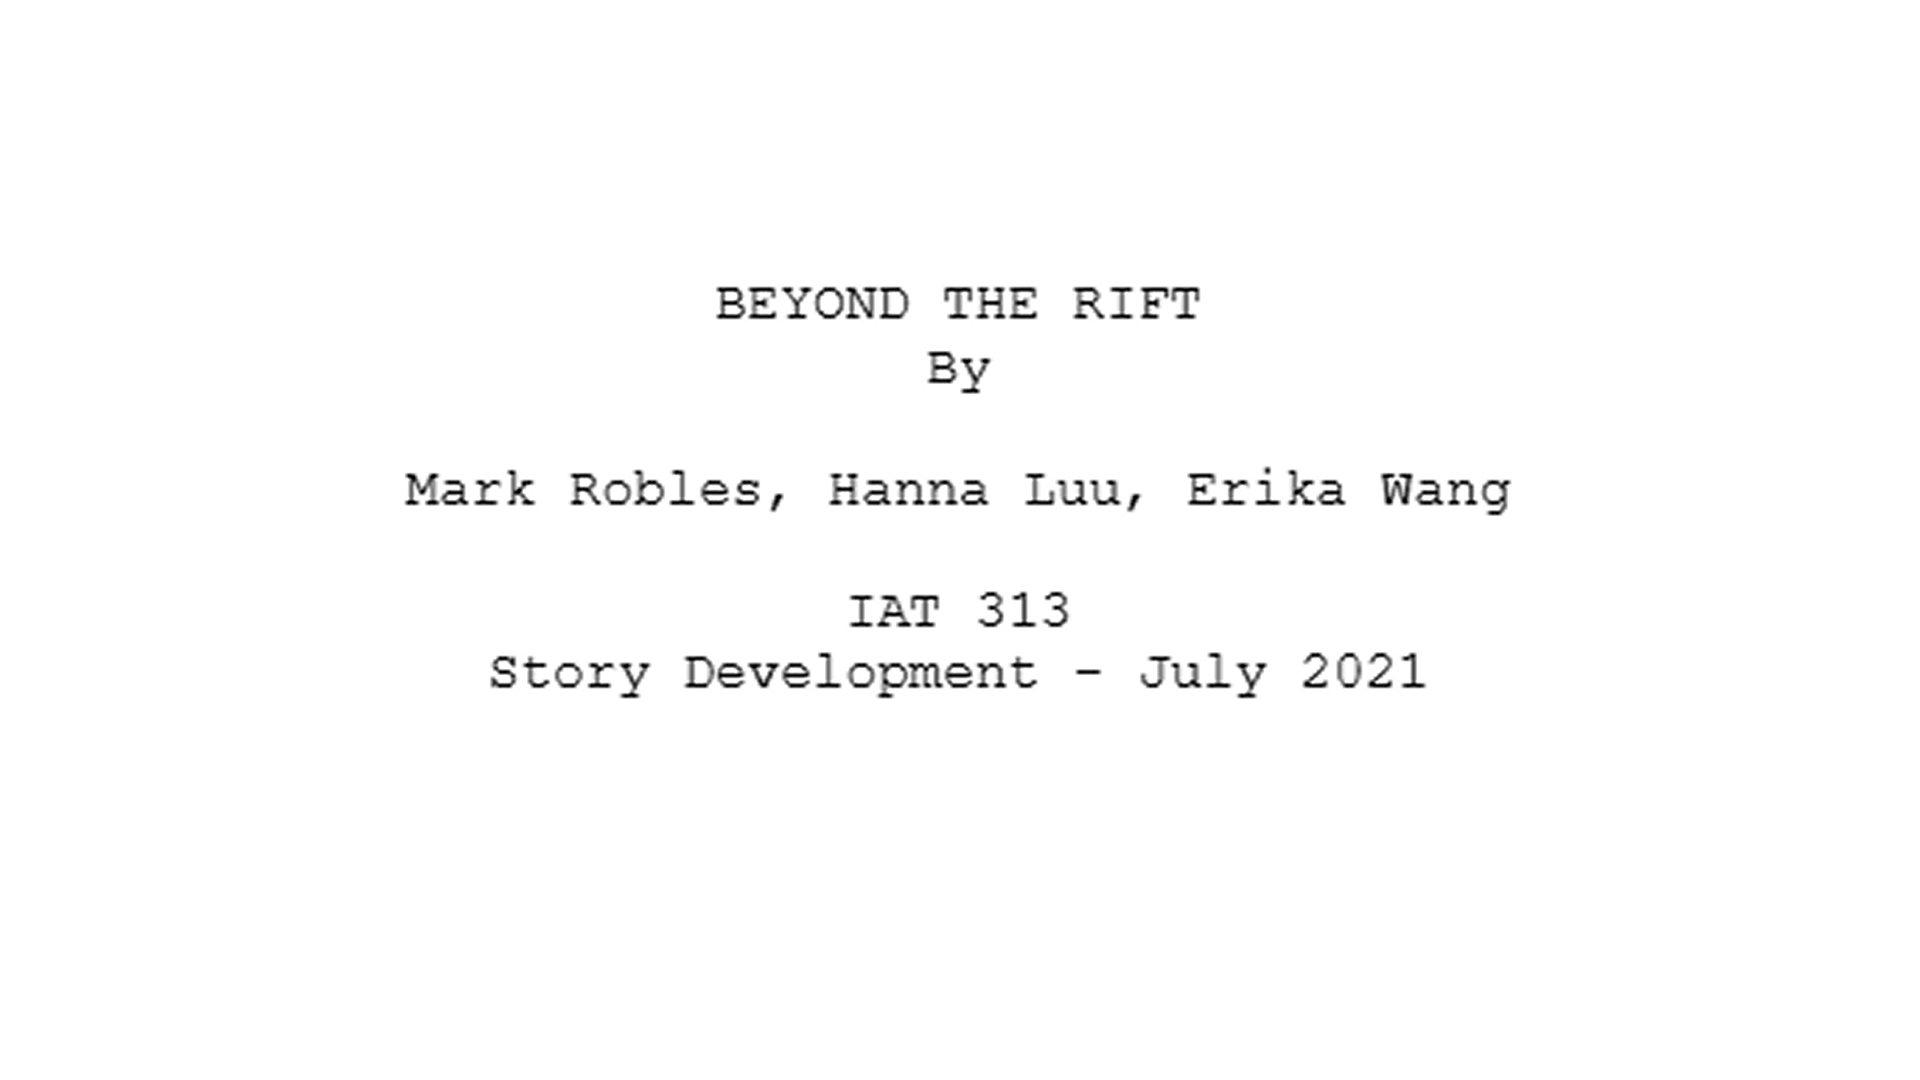 BEYOND THE RIFT
By
Mark Robles, Hanna Luu, Erika Wang
IAT 313
Story Development - July 2021